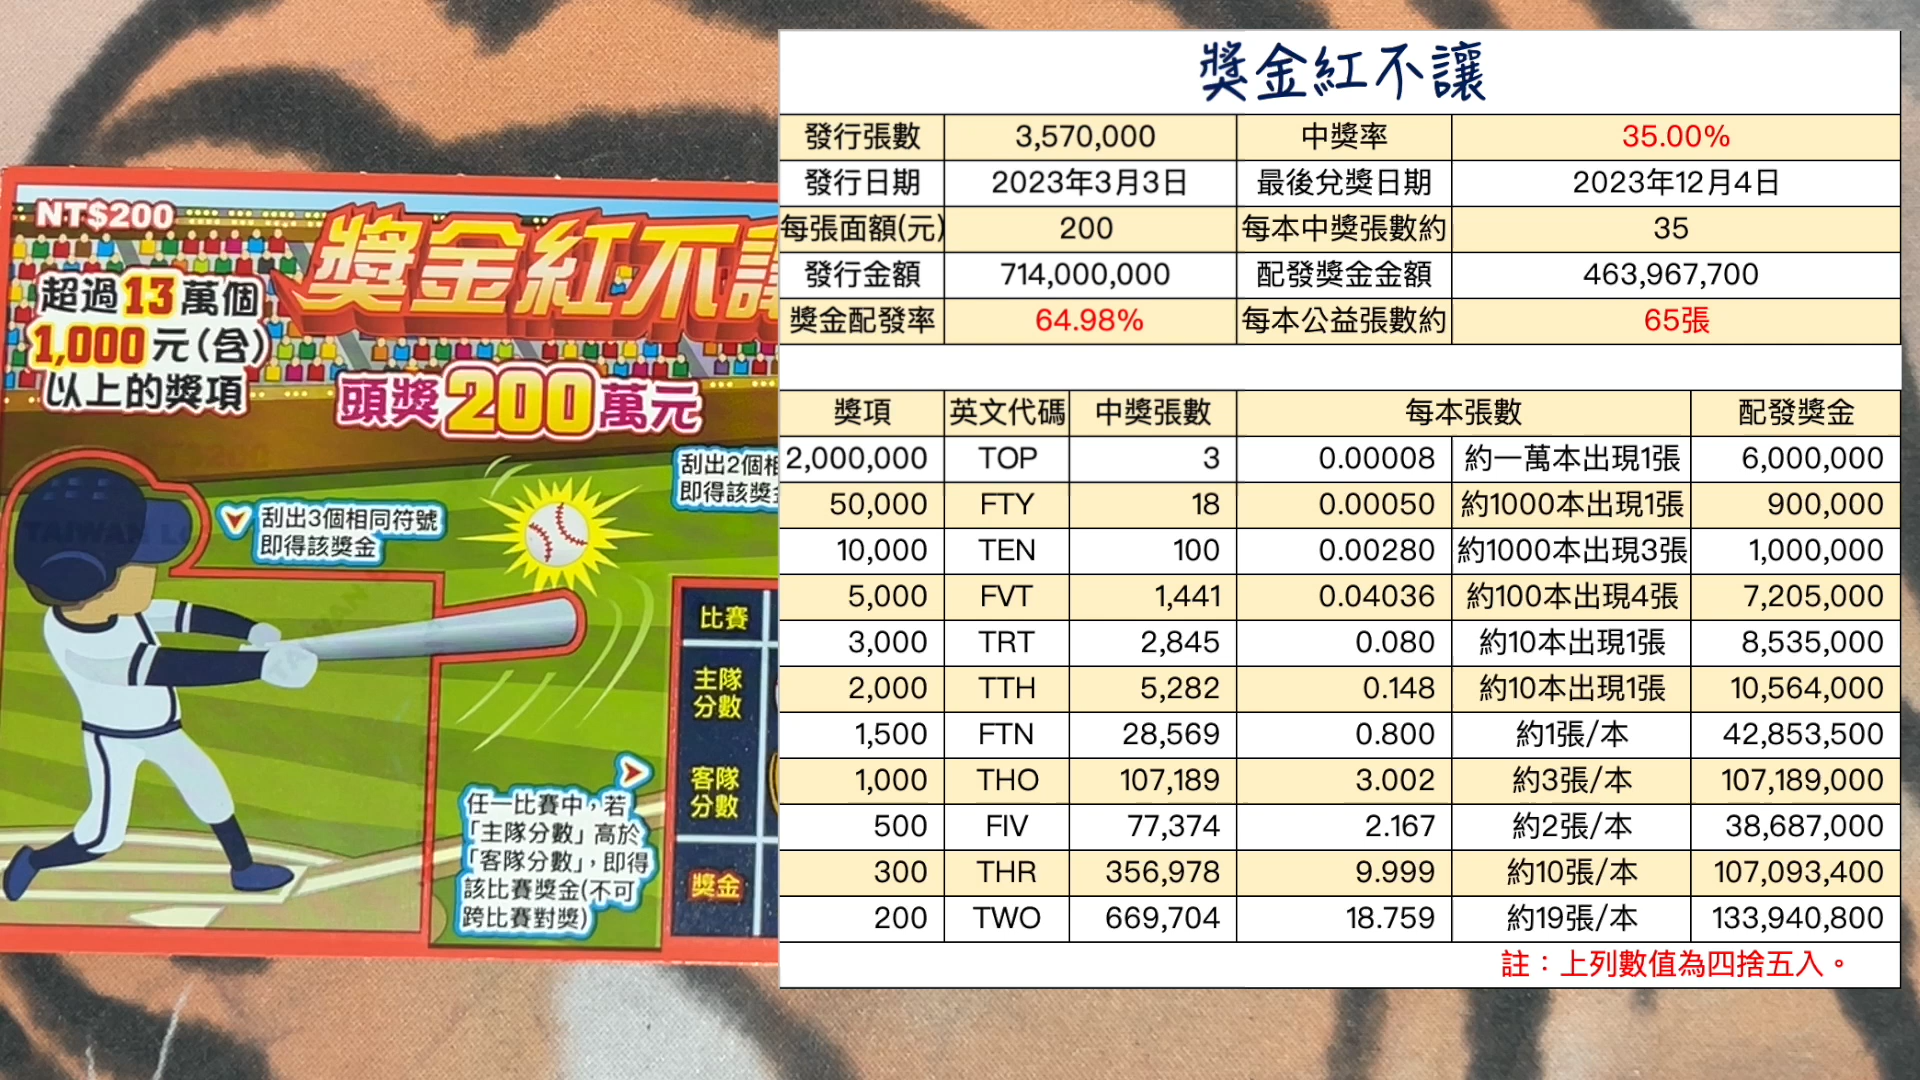 NT$200
獎金紅不
超過13萬個
1,000元(含)
以上的獎項
頭獎200萬元
刮出3個相同符號
即得該獎金
刮出2個相
即得該獎
任一比賽中,若
「主隊分數」高於
「客隊分數」,即得
該比賽獎金(不可
跨比賽對獎)
比賽
主隊
分數
客隊
分數
獎金
獎金紅不讓
發行張數 3,570,000 中獎率 35.00%
發行日期 2023年3月3日 最後兌獎日期 2023年12月4日
每張面額(元) 200 每本中獎張數約 35
發行金額 714,000,000 配發獎金金額 463,967,700
獎金配發率 64.98% 每本公益張數約 65張
獎項 英文代碼 中獎張數 每本張數 配發獎金
2,000,000 TOP 3 0.00008 約一萬本出現1張 6,000,000
50,000 FTY 18 0.00050 約1000本出現1張 900,000
10,000 TEN 100 0.00280 約1000本出現3張 1,000,000
5,000 FVT 1,441 0.04036 約100本出現4張 7,205,000
3,000 TRT 2,845 0.080 約10本出現1張 8,535,000
2,000 TTH 5,282 0.148 約10本出現1張 10,564,000
1,500 FTN 28,569 0.800 約1張/本 42,853,500
1,000 THO 107,189 3.002 約3張/本 107,189,000
500 FIV 77,374 2.167 約2張/本 38,687,000
300 THR 356,978 9.999 約10張/本 107,093,400
200 TWO 669,704 18.759 約19張/本 133,940,800
註：上列數值為四捨五入。